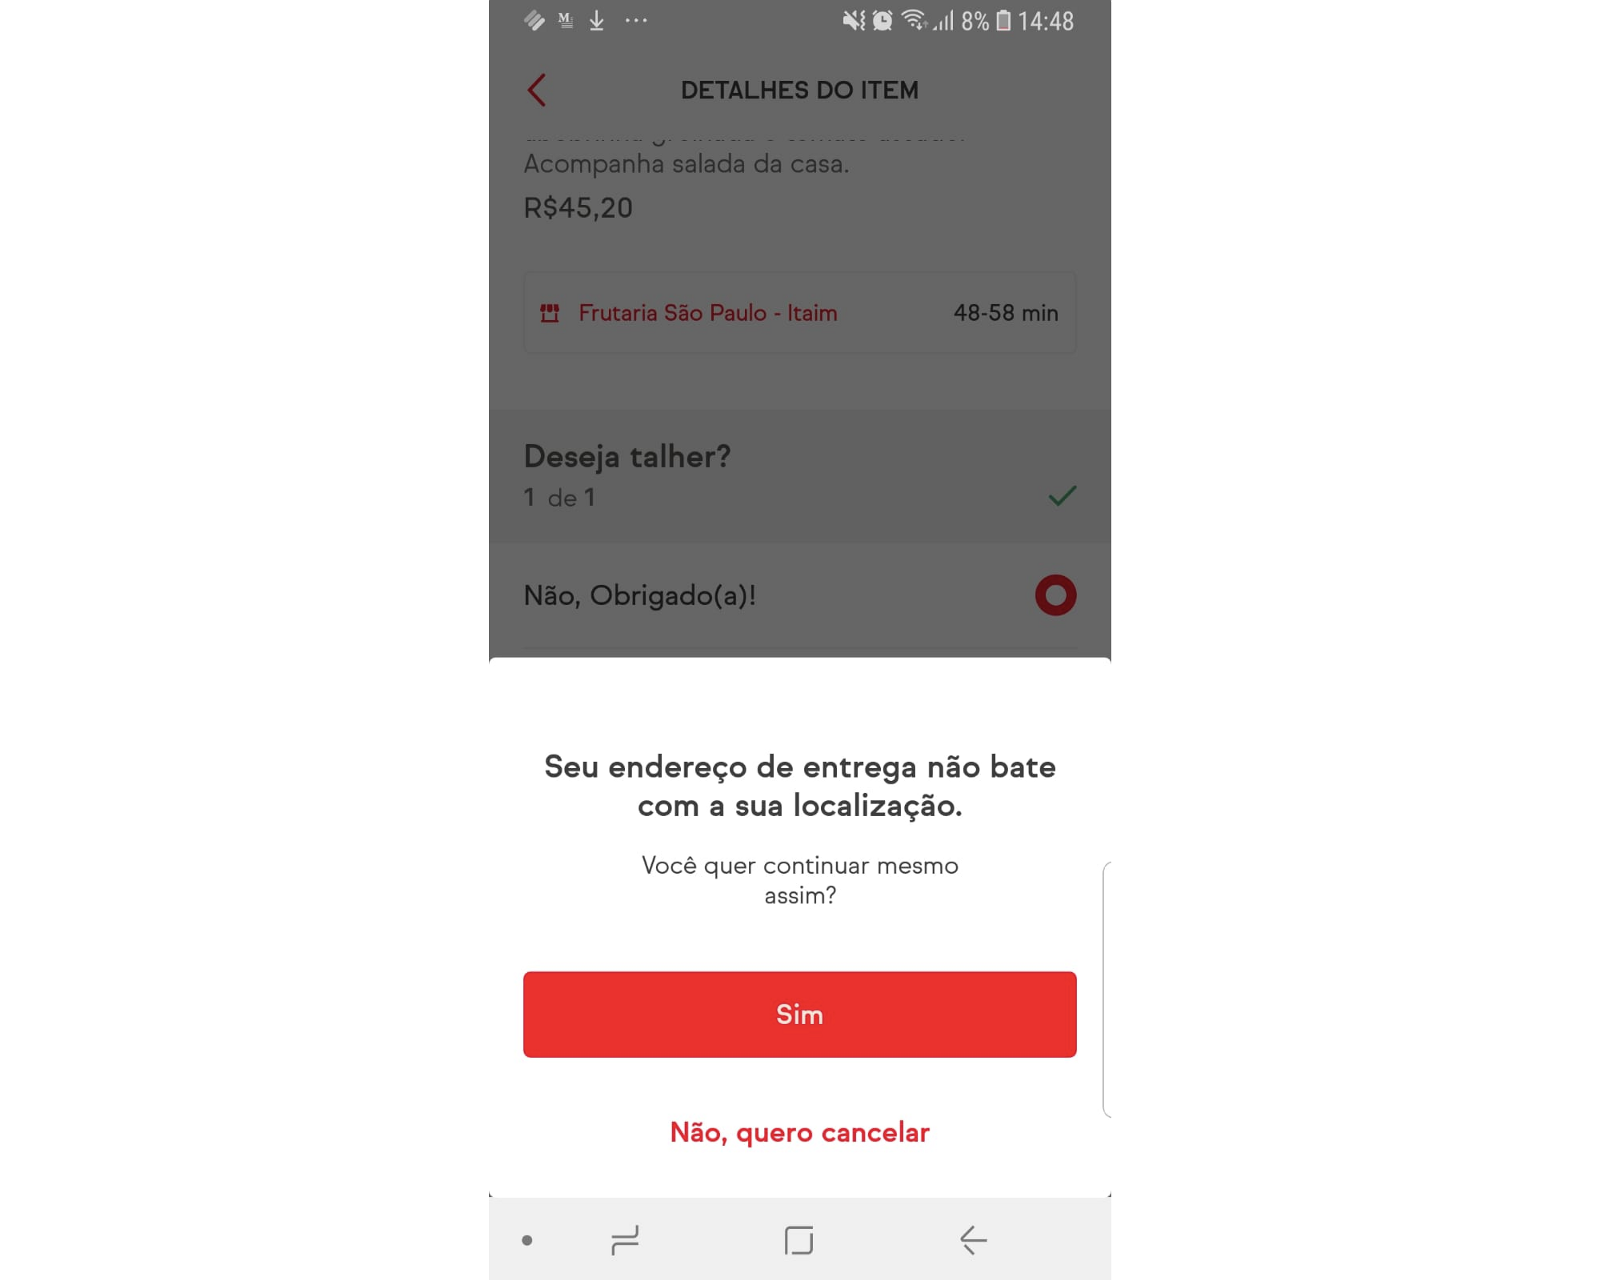 8% 14:48
DETALHES DO ITEM
Acompanha salada da casa.
R$45,20
Frutaria São Paulo - Itaim 48-58 min
Deseja talher?
1 de 1
Não, Obrigado(a)!
Seu endereço de entrega não bate
com a sua localização.
Você quer continuar mesmo
assim?
Sim
Não, quero cancelar